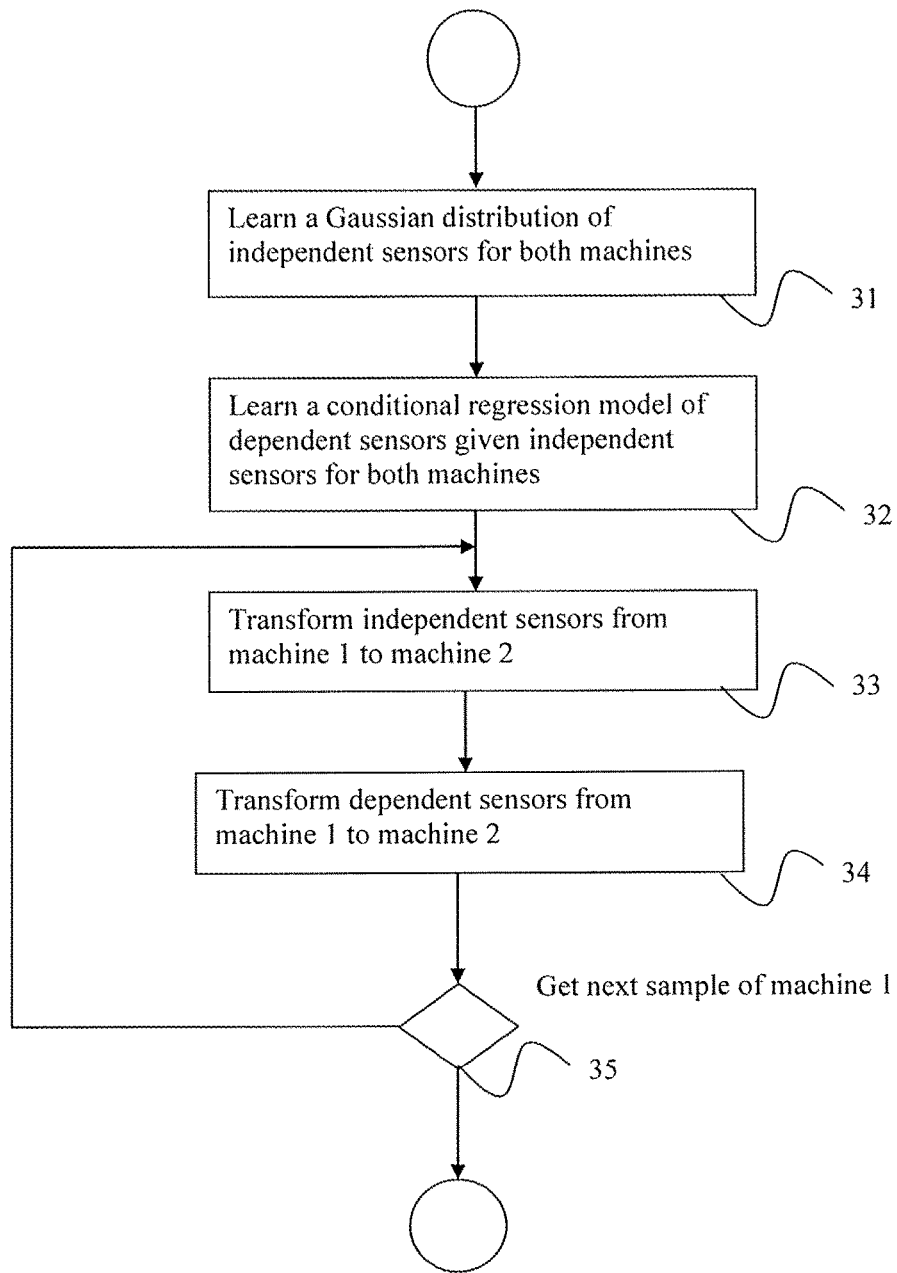 Learn a Gaussian distribution of
independent sensors for both machines
31
Learn a conditional regression model of
dependent sensors given independent
sensors for both machines
32
Transform independent sensors from
machine 1 to machine 2
33
Transform dependent sensors from
machine 1 to machine 2
34
Get next sample of machine 1
35